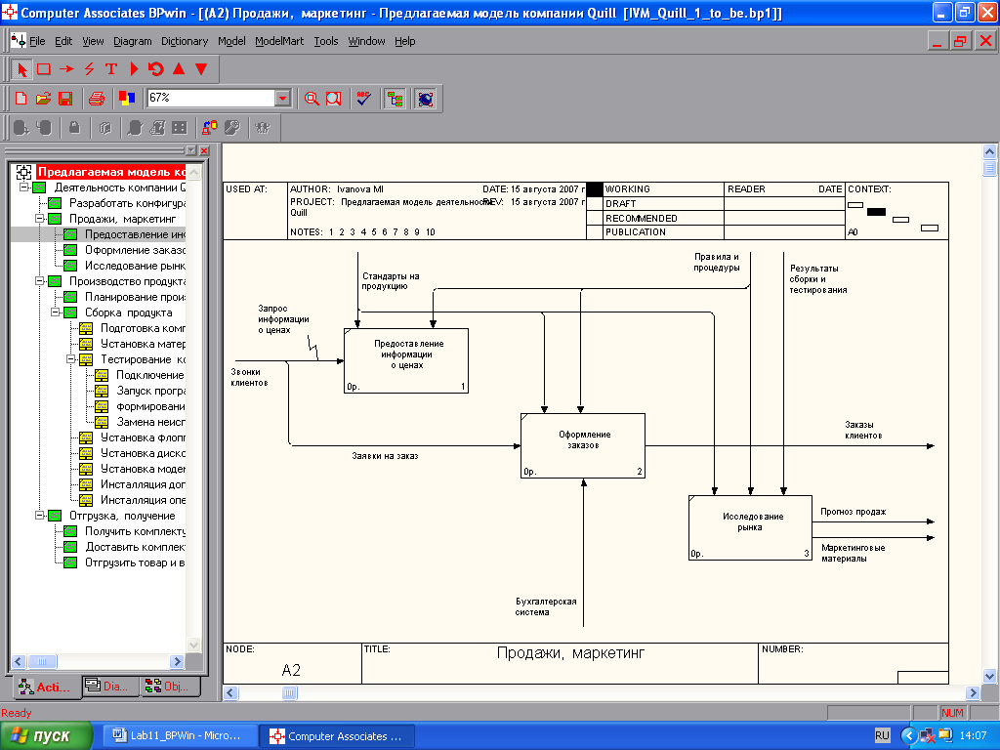 Computer Associates BPwin - [(A2) Продажи, маркетинг - Предлагаемая модель компании Quill [IVM_Quill_1_to_be.bp1]]
File Edit View Diagram Dictionary Model ModelMart Tools Window Help
67%
Предлагаемая модель ко
Деятельность компании Q
Разработать конфигура
Продажи, маркетинг
Предоставление инф
Оформление заказо
Исследование рынк
Производство продукта
Планирование прои
Сборка продукта
Подготовка комп
Установка матер
Тестирование ко
Подключение
Запуск програ
Формировани
Замена неисп
Установка флопп
Установка диско
Установка модем
Инсталляция доп
Инсталляция опе
Отгрузка, получение
Получить комплекту
Доставить комплект
Отгрузить товар и в
Acti... Dia... Obj...
USED AT:
AUTHOR: Ivanova MI
DATE: 15 августа 2007 г
PROJECT: Предлагаемая модель деятельности
REV: 15 августа 2007 г
Quill
NOTES: 1 2 3 4 5 6 7 8 9 10
WORKING
DRAFT
RECOMMENDED
PUBLICATION
READER DATE
CONTEXT:
A0
Стандарты на
продукцию
Правила и
процедуры
Результаты
сборки и
тестирования
Запрос
информации
о ценах
Предоставление
информации
о ценах
0р. 1
Звонки
клиентов
Заявки на заказ
Оформление
заказов
0р. 2
Заказы
клиентов
Исследование
рынка
0р. 3
Прогноз продаж
Маркетинговые
материалы
Бухгалтерская
система
NODE:
A2
TITLE:
Продажи, маркетинг
NUMBER:
Ready
NUM
пуск
Lab11_BPWin - Micro...
Computer Associates ...
RU
14:07